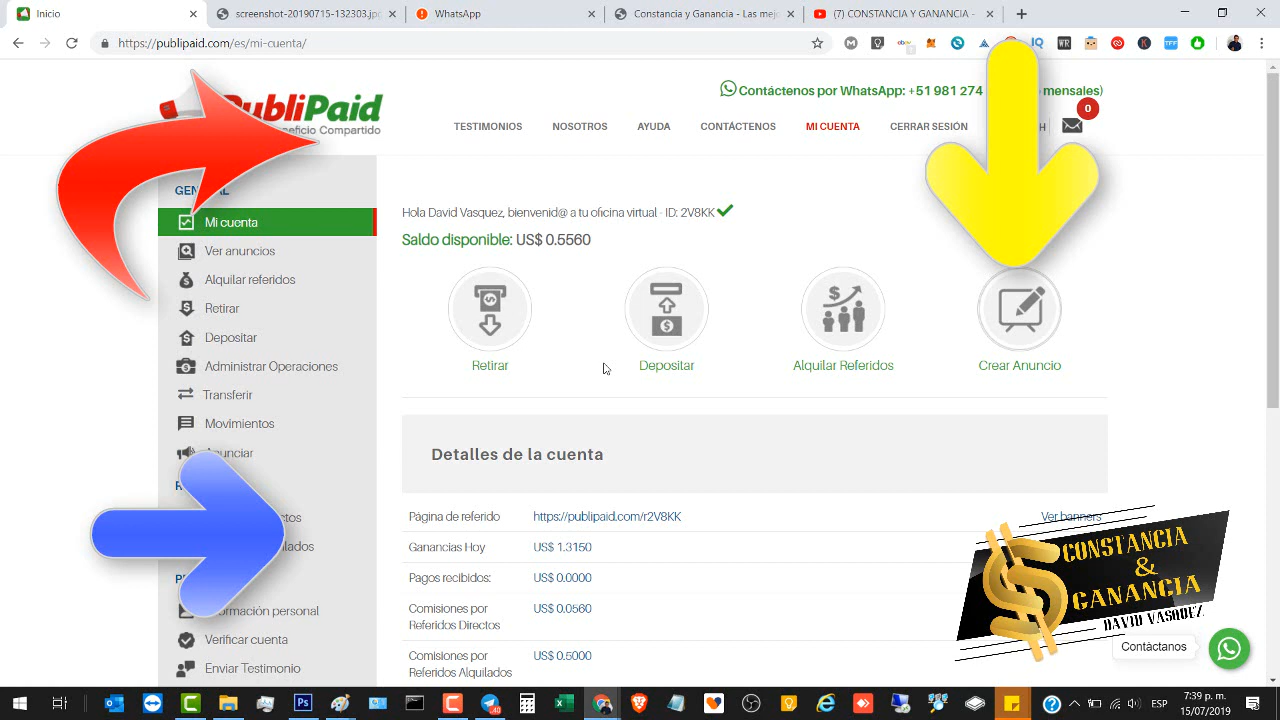 Inicio
screenshot-20190715-132303.jp
WhatsApp
Constancia y Ganancia - Las mej
(7) CONSTANCIA Y GANANCIA -
https://publipaid.com/es/mi-cuenta/
PubliPaid
eneficio Compartido
Contáctenos por WhatsApp: +51 981 274
mensales)
0
TESTIMONIOS
NOSOTROS
AYUDA
CONTÁCTENOS
MI CUENTA
CERRAR SESIÓN
H
Mi cuenta
Ver anuncios
Alquilar referidos
Retirar
Depositar
Administrar Operaciones
Transferir
Movimientos
Anunciar
Información personal
Verificar cuenta
Enviar Testimonio
Hola David Vasquez, bienvenid@ a tu oficina virtual - ID: 2V8KK
Saldo disponible: US$ 0.5560
Retirar
Depositar
Alquilar Referidos
Crear Anuncio
Detalles de la cuenta
Página de referido https://publipaid.com/r2V8KK Ver banners
Ganancias Hoy US$ 1.3150
Pagos recibidos: US$ 0.0000
Comisiones por US$ 0.0560
Referidos Directos
Comisiones por US$ 0.5000
Referidos Alquilados
CONSTANCIA
&
GANANCIA
DAVID VASQUEZ
Contáctanos
ESP
7:39 p. m.
15/07/2019